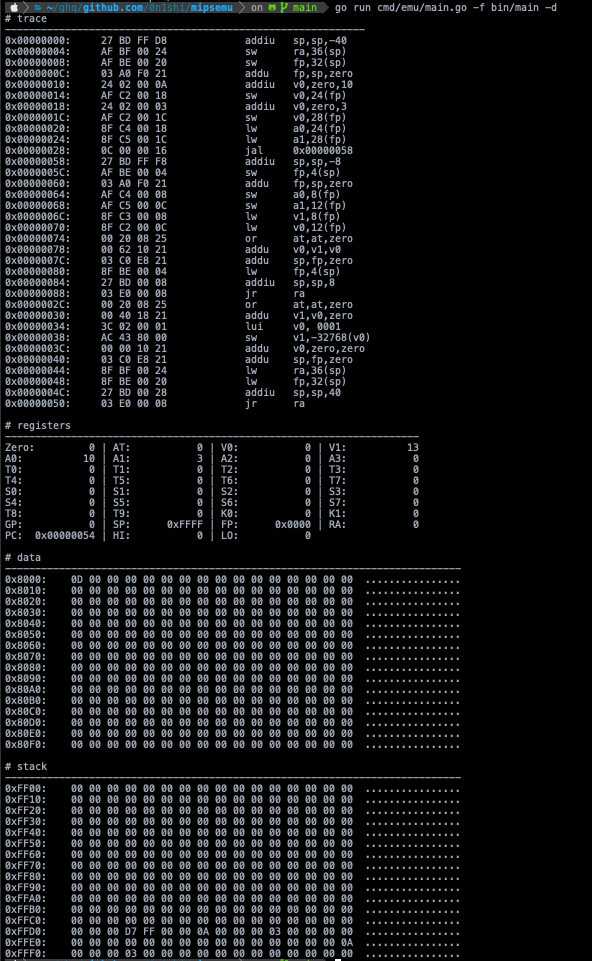 ~/ghq/github.com/0n1shi/mipsemu on main go run cmd/emu/main.go -f bin/main -d
# trace
0x00000000: 27 BD FF D8 addiu sp,sp,-40
0x00000004: AF BF 00 24 sw ra,36(sp)
0x00000008: AF BE 00 20 sw fp,32(sp)
0x0000000C: 03 A0 F0 21 addu fp,sp,zero
0x00000010: 24 02 00 0A addiu v0,zero,10
0x00000014: AF C2 00 18 sw v0,24(fp)
0x00000018: 24 02 00 03 addiu v0,zero,3
0x0000001C: AF C2 00 1C sw v0,28(fp)
0x00000020: 8F C4 00 18 lw a0,24(fp)
0x00000024: 8F C5 00 1C lw a1,28(fp)
0x00000028: 0C 00 00 16 jal 0x00000058
0x00000058: 27 BD FF F8 addiu sp,sp,-8
0x0000005C: AF BE 00 04 sw fp,4(sp)
0x00000060: 03 A0 F0 21 addu fp,sp,zero
0x00000064: AF C4 00 08 sw a0,8(fp)
0x00000068: AF C5 00 0C sw a1,12(fp)
0x0000006C: 8F C3 00 08 lw v1,8(fp)
0x00000070: 8F C2 00 0C lw v0,12(fp)
0x00000074: 00 20 08 25 or at,at,zero
0x00000078: 00 62 10 21 addu v0,v1,v0
0x0000007C: 03 C0 E8 21 addu sp,fp,zero
0x00000080: 8F BE 00 04 lw fp,4(sp)
0x00000084: 27 BD 00 08 addiu sp,sp,8
0x00000088: 03 E0 00 08 jr ra
0x0000002C: 00 20 08 25 or at,at,zero
0x00000030: 00 40 18 21 addu v1,v0,zero
0x00000034: 3C 02 00 01 lui v0, 0001
0x00000038: AC 43 80 00 sw v1,-32768(v0)
0x0000003C: 00 00 10 21 addu v0,zero,zero
0x00000040: 03 C0 E8 21 addu sp,fp,zero
0x00000044: 8F BF 00 24 lw ra,36(sp)
0x00000048: 8F BE 00 20 lw fp,32(sp)
0x0000004C: 27 BD 00 28 addiu sp,sp,40
0x00000050: 03 E0 00 08 jr ra
# registers
Zero: 0 | AT: 0 | V0: 0 | V1: 13
A0: 10 | A1: 3 | A2: 0 | A3: 0
T0: 0 | T1: 0 | T2: 0 | T3: 0
T4: 0 | T5: 0 | T6: 0 | T7: 0
S0: 0 | S1: 0 | S2: 0 | S3: 0
S4: 0 | S5: 0 | S6: 0 | S7: 0
T8: 0 | T9: 0 | K0: 0 | K1: 0
GP: 0 | SP: 0xFFFF | FP: 0x0000 | RA: 0
PC: 0x00000054 | HI: 0 | LO: 0
# data
0x8000: 0D 00 00 00 00 00 00 00 00 00 00 00 00 00 00 00 ................
0x8010: 00 00 00 00 00 00 00 00 00 00 00 00 00 00 00 00 ................
0x8020: 00 00 00 00 00 00 00 00 00 00 00 00 00 00 00 00 ................
0x8030: 00 00 00 00 00 00 00 00 00 00 00 00 00 00 00 00 ................
0x8040: 00 00 00 00 00 00 00 00 00 00 00 00 00 00 00 00 ................
0x8050: 00 00 00 00 00 00 00 00 00 00 00 00 00 00 00 00 ................
0x8060: 00 00 00 00 00 00 00 00 00 00 00 00 00 00 00 00 ................
0x8070: 00 00 00 00 00 00 00 00 00 00 00 00 00 00 00 00 ................
0x8080: 00 00 00 00 00 00 00 00 00 00 00 00 00 00 00 00 ................
0x8090: 00 00 00 00 00 00 00 00 00 00 00 00 00 00 00 00 ................
0x80A0: 00 00 00 00 00 00 00 00 00 00 00 00 00 00 00 00 ................
0x80B0: 00 00 00 00 00 00 00 00 00 00 00 00 00 00 00 00 ................
0x80C0: 00 00 00 00 00 00 00 00 00 00 00 00 00 00 00 00 ................
0x80D0: 00 00 00 00 00 00 00 00 00 00 00 00 00 00 00 00 ................
0x80E0: 00 00 00 00 00 00 00 00 00 00 00 00 00 00 00 00 ................
0x80F0: 00 00 00 00 00 00 00 00 00 00 00 00 00 00 00 00 ................
# stack
0xFF00: 00 00 00 00 00 00 00 00 00 00 00 00 00 00 00 00 ................
0xFF10: 00 00 00 00 00 00 00 00 00 00 00 00 00 00 00 00 ................
0xFF20: 00 00 00 00 00 00 00 00 00 00 00 00 00 00 00 00 ................
0xFF30: 00 00 00 00 00 00 00 00 00 00 00 00 00 00 00 00 ................
0xFF40: 00 00 00 00 00 00 00 00 00 00 00 00 00 00 00 00 ................
0xFF50: 00 00 00 00 00 00 00 00 00 00 00 00 00 00 00 00 ................
0xFF60: 00 00 00 00 00 00 00 00 00 00 00 00 00 00 00 00 ................
0xFF70: 00 00 00 00 00 00 00 00 00 00 00 00 00 00 00 00 ................
0xFF80: 00 00 00 00 00 00 00 00 00 00 00 00 00 00 00 00 ................
0xFF90: 00 00 00 00 00 00 00 00 00 00 00 00 00 00 00 00 ................
0xFFA0: 00 00 00 00 00 00 00 00 00 00 00 00 00 00 00 00 ................
0xFFB0: 00 00 00 00 00 00 00 00 00 00 00 00 00 00 00 00 ................
0xFFC0: 00 00 00 00 00 00 00 00 00 00 00 00 00 00 00 00 ................
0xFFD0: 00 00 00 D7 FF 00 00 0A 00 00 00 03 00 00 00 00 ................
0xFFE0: 00 00 00 00 00 00 00 00 00 00 00 00 00 00 00 0A ................
0xFFF0: 00 00 00 03 00 00 00 00 00 00 00 00 00 00 00 00 ................